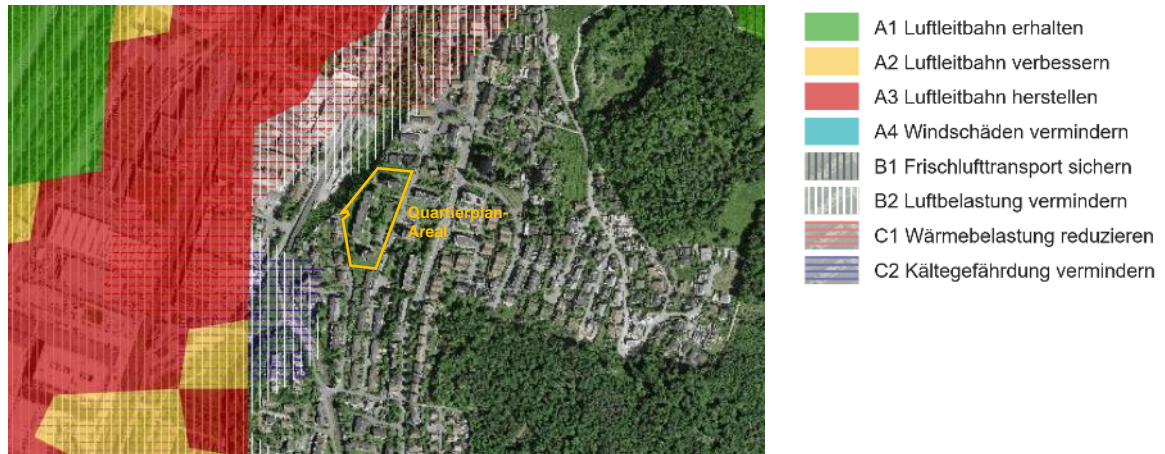 Quartierplan-
Areal
A1 Luftleitbahn erhalten
A2 Luftleitbahn verbessern
A3 Luftleitbahn herstellen
A4 Windschäden vermindern
B1 Frischlufttransport sichern
B2 Luftbelastung vermindern
C1 Wärmebelastung reduzieren
C2 Kältegefährdung vermindern